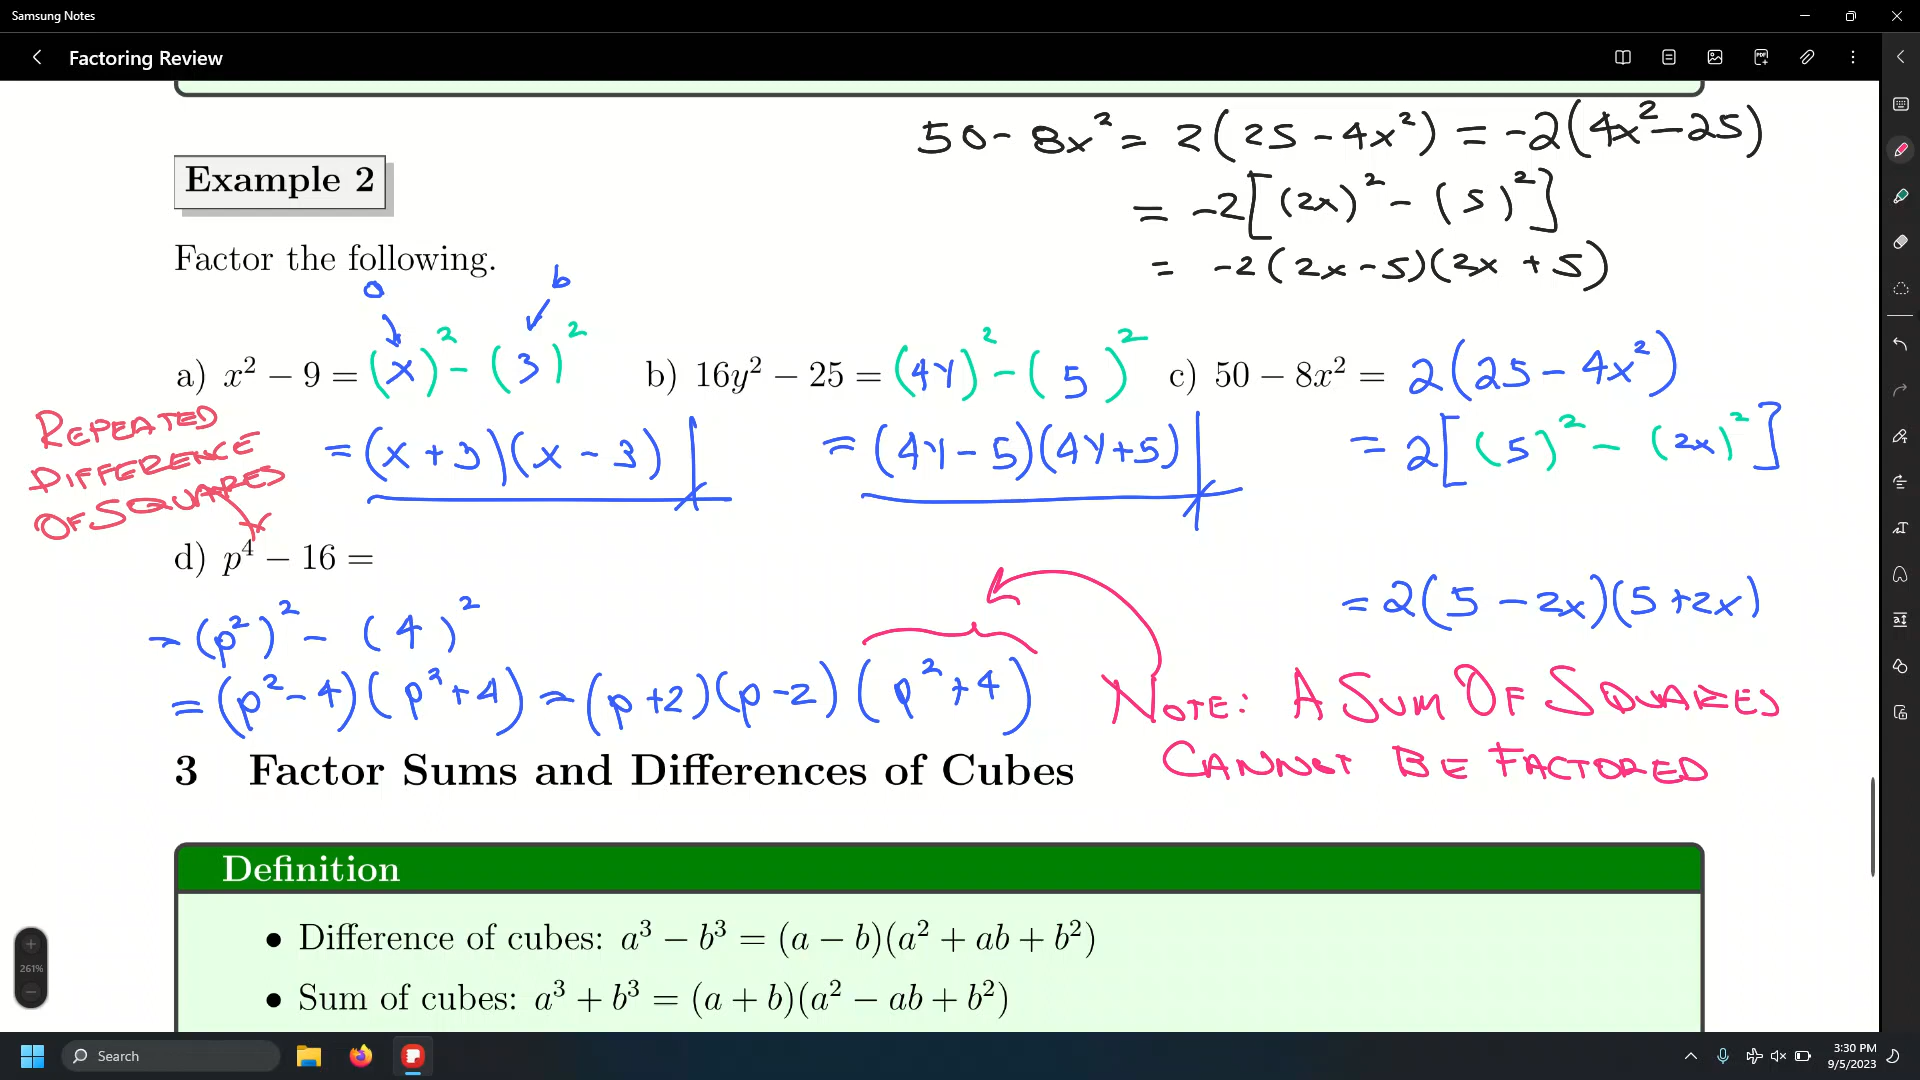 Samsung Notes
Factoring Review
50 - 8x² = 2(25 - 4x²) = -2(4x² - 25)
= -2[(2x)² - (5)²]
= -2(2x - 5)(2x + 5)
Example 2
Factor the following.
a b
a) x² − 9 = (x)² - (3)²
= (x + 3)(x - 3)
b) 16y² − 25 = (4y)² - (5)²
= (4y - 5)(4y + 5)
c) 50 − 8x² = 2(25 - 4x²)
= 2[(5)² - (2x)²]
= 2(5 - 2x)(5 + 2x)
REPEATED
DIFFERENCE
OF SQUARES
d) p⁴ − 16 =
= (p²)² - (4)²
= (p² - 4)(p² + 4) = (p + 2)(p - 2)(p² + 4)
NOTE: A SUM OF SQUARES
CANNOT BE FACTORED
3 Factor Sums and Differences of Cubes
Definition
• Difference of cubes: a³ − b³ = (a − b)(a² + ab + b²)
• Sum of cubes: a³ + b³ = (a + b)(a² − ab + b²)
261%
Search
3:30 PM
9/5/2023